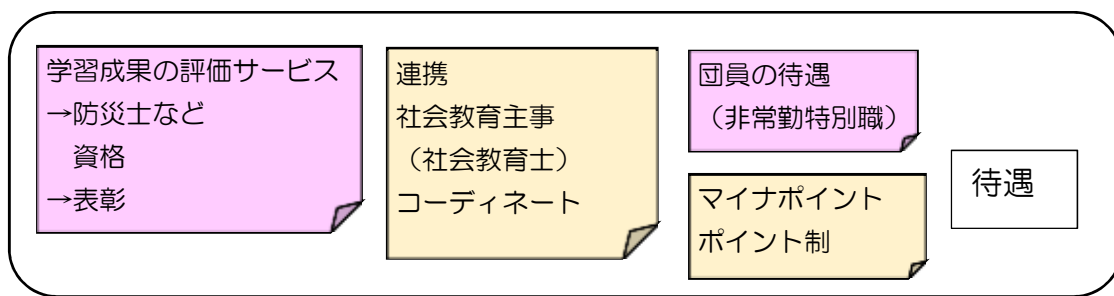 学習成果の評価サービス
→防災士など
資格
→表彰
連携
社会教育主事
（社会教育士）
コーディネート
団員の待遇
（非常勤特別職）
マイナポイント
ポイント制
待遇